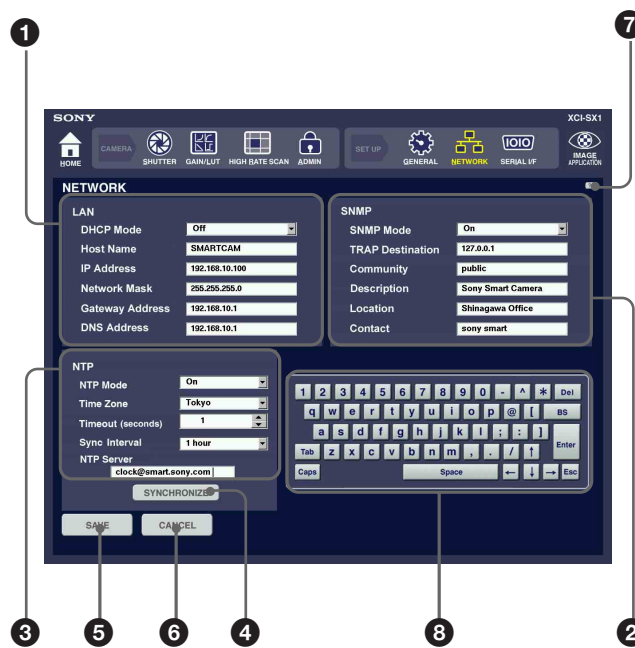 1
7
SONY
XCI-SX1
HOME
CAMERA
SHUTTER
GAIN/LUT
HIGH RATE SCAN
ADMIN
SET UP
GENERAL
NETWORK
IOIO
SERIAL I/F
IMAGE
APPLICATION
NETWORK
LAN
DHCP Mode Off
Host Name SMARTCAM
IP Address 192.168.10.100
Network Mask 255.255.255.0
Gateway Address 192.168.10.1
DNS Address 192.168.10.1
SNMP
SNMP Mode On
TRAP Destination 127.0.0.1
Community public
Description Sony Smart Camera
Location Shinagawa Office
Contact sony smart
NTP
NTP Mode On
Time Zone Tokyo
Timeout (seconds) 1
Sync Interval 1 hour
NTP Server
clock@smart.sony.com
SYNCHRONIZE
SAVE CANCEL
1 2 3 4 5 6 7 8 9 0 - ^ * Del
q w e r t y u i o p @ [ BS
a s d f g h j k l ; : ] Enter
Tab z x c v b n m , . / ↑
Caps Space ← ↓ → Esc
3
5
6
4
8
2